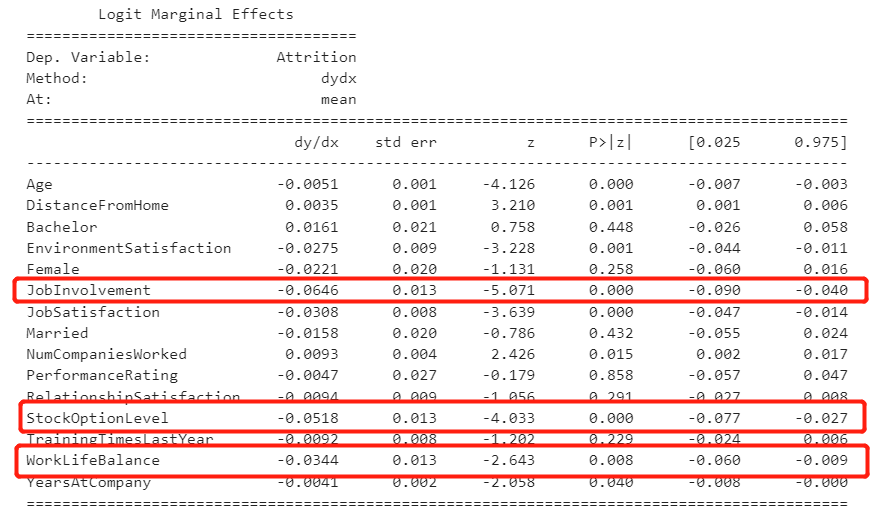 Logit Marginal Effects
=====================================
Dep. Variable: Attrition
Method: dydx
At: mean
==========================================================================================
dy/dx std err z P>|z| [0.025 0.975]
------------------------------------------------------------------------------------------
Age -0.0051 0.001 -4.126 0.000 -0.007 -0.003
DistanceFromHome 0.0035 0.001 3.210 0.001 0.001 0.006
Bachelor 0.0161 0.021 0.758 0.448 -0.026 0.058
EnvironmentSatisfaction -0.0275 0.009 -3.228 0.001 -0.044 -0.011
Female -0.0221 0.020 -1.131 0.258 -0.060 0.016
JobInvolvement -0.0646 0.013 -5.071 0.000 -0.090 -0.040
JobSatisfaction -0.0308 0.008 -3.639 0.000 -0.047 -0.014
Married -0.0158 0.020 -0.786 0.432 -0.055 0.024
NumCompaniesWorked 0.0093 0.004 2.426 0.015 0.002 0.017
PerformanceRating -0.0047 0.027 -0.179 0.858 -0.057 0.047
RelationshipSatisfaction -0.0094 0.009 -1.056 0.291 -0.027 0.008
StockOptionLevel -0.0518 0.013 -4.033 0.000 -0.077 -0.027
TrainingTimesLastYear -0.0092 0.008 -1.202 0.229 -0.024 0.006
WorkLifeBalance -0.0344 0.013 -2.643 0.008 -0.060 -0.009
YearsAtCompany -0.0041 0.002 -2.058 0.040 -0.008 -0.000
==========================================================================================